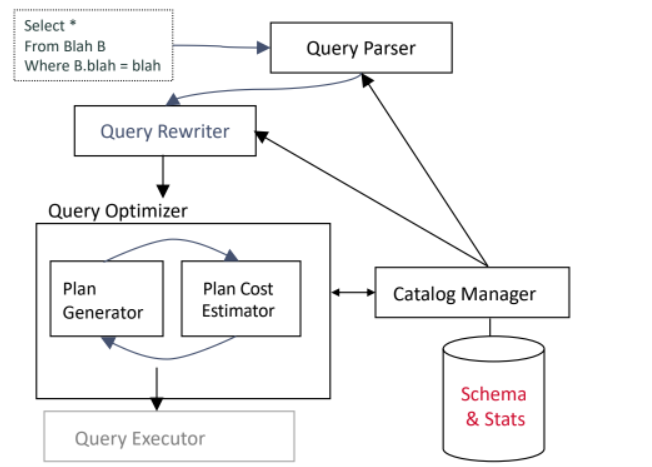 Select *
From Blah B
Where B.blah = blah
Query Parser
Query Rewriter
Query Optimizer
Plan
Generator
Plan Cost
Estimator
Catalog Manager
Schema
& Stats
Query Executor